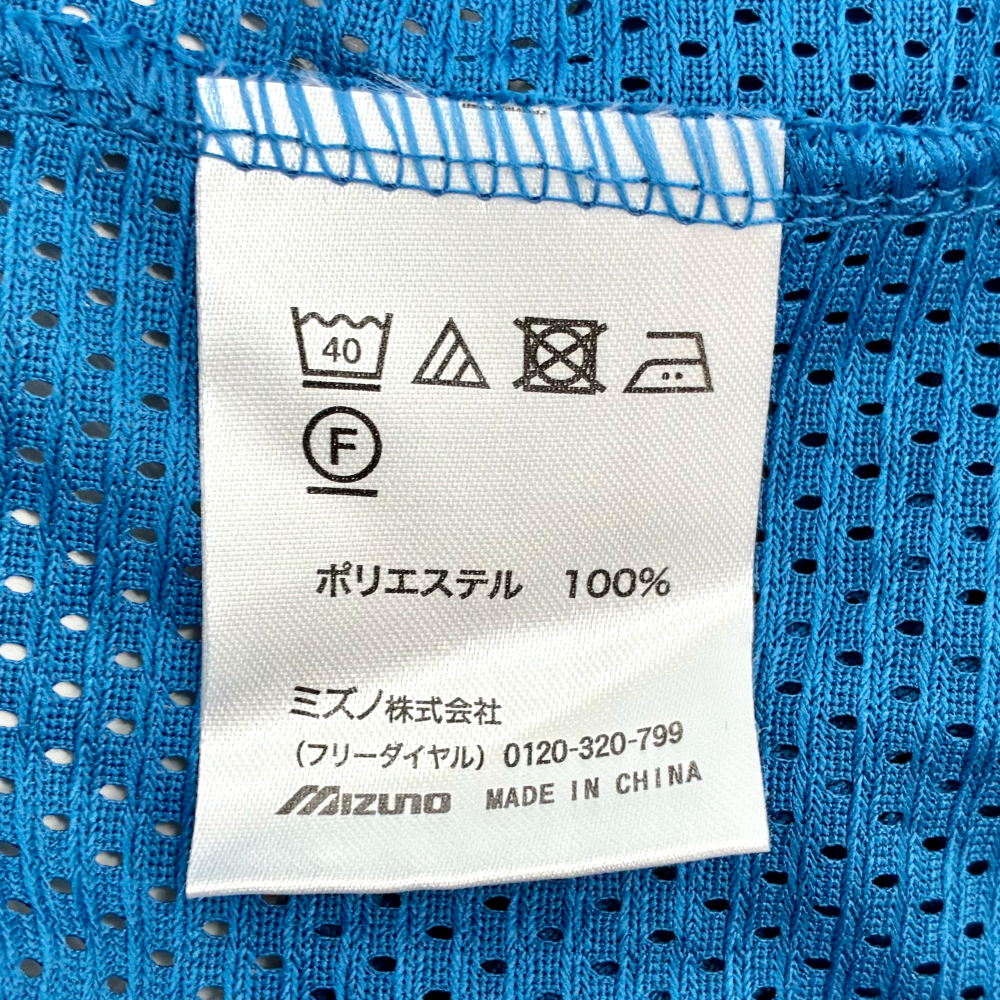 40
F
ポリエステル 100%
ミズノ株式会社
(フリーダイヤル) 0120-320-799
MIZUNO MADE IN CHINA